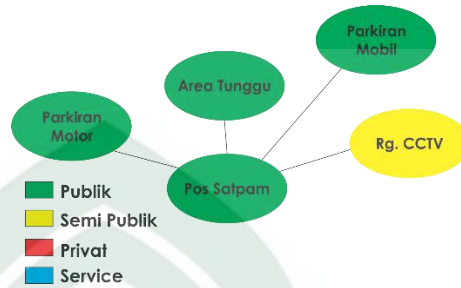 Parkiran
Mobil
Area Tunggu
Parkiran
Motor
Rg. CCTV
Pos Satpam
Publik
Semi Publik
Privat
Service